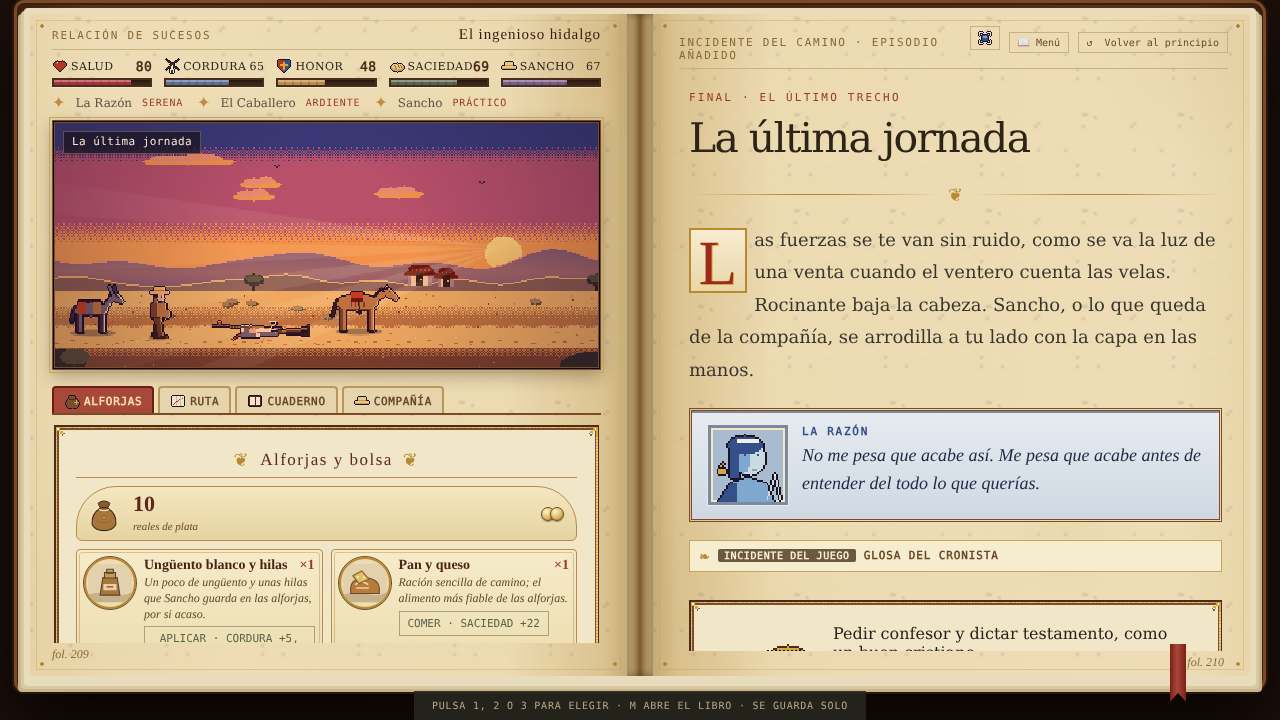 RELACIÓN DE SUCESOS
El ingenioso hidalgo
SALUD 80
CORDURA 65
HONOR 48
SACIEDAD 69
SANCHO 67
La Razón SERENA
El Caballero ARDIENTE
Sancho PRÁCTICO
La última jornada
ALFORJAS
RUTA
CUADERNO
COMPAÑÍA
Alforjas y bolsa
10
reales de plata
Ungüento blanco y hilas ×1
Un poco de ungüento y unas hilas
que Sancho guarda en las alforjas,
por si acaso.
APLICAR · CORDURA +5,
Pan y queso ×1
Ración sencilla de camino; el
alimento más fiable de las alforjas.
COMER · SACIEDAD +22
fol. 209
INCIDENTE DEL CAMINO · EPISODIO
AÑADIDO
Menú
↺ Volver al principio
FINAL · EL ÚLTIMO TRECHO
La última jornada
Las fuerzas se te van sin ruido, como se va la luz de
una venta cuando el ventero cuenta las velas.
Rocinante baja la cabeza. Sancho, o lo que queda
de la compañía, se arrodilla a tu lado con la capa en las
manos.
LA RAZÓN
No me pesa que acabe así. Me pesa que acabe antes de
entender del todo lo que querías.
INCIDENTE DEL JUEGO GLOSA DEL CRONISTA
Pedir confesor y dictar testamento, como
un buen cristiano
fol. 210
PULSA 1, 2 O 3 PARA ELEGIR · M ABRE EL LIBRO · SE GUARDA SOLO